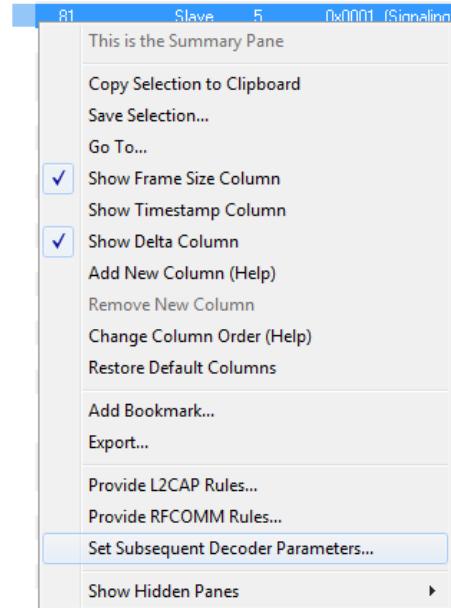 81 Slave 5 0x0001 (Signaling
This is the Summary Pane
Copy Selection to Clipboard
Save Selection...
Go To...
Show Frame Size Column
Show Timestamp Column
Show Delta Column
Add New Column (Help)
Remove New Column
Change Column Order (Help)
Restore Default Columns
Add Bookmark...
Export...
Provide L2CAP Rules...
Provide RFCOMM Rules...
Set Subsequent Decoder Parameters...
Show Hidden Panes